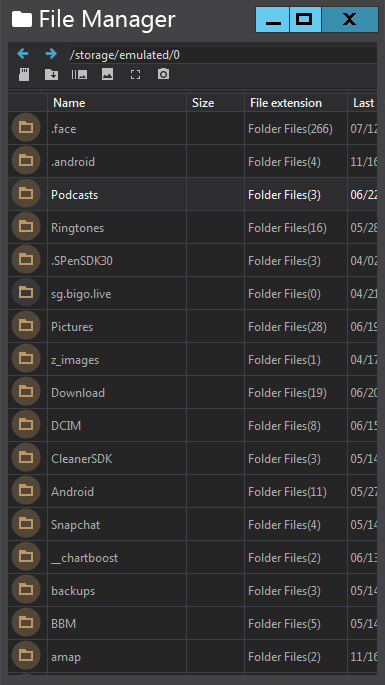 File Manager
/storage/emulated/0
Name Size File extension Last
.face Folder Files(266) 07/12
.android Folder Files(4) 11/16
Podcasts Folder Files(3) 06/22
Ringtones Folder Files(16) 05/28
.SPenSDK30 Folder Files(3) 04/02
sg.bigo.live Folder Files(0) 04/21
Pictures Folder Files(28) 06/19
z_images Folder Files(1) 04/17
Download Folder Files(19) 06/20
DCIM Folder Files(8) 06/15
CleanerSDK Folder Files(3) 05/14
Android Folder Files(11) 05/27
Snapchat Folder Files(4) 05/14
__chartboost Folder Files(2) 06/13
backups Folder Files(3) 05/14
BBM Folder Files(5) 05/14
amap Folder Files(2) 11/16